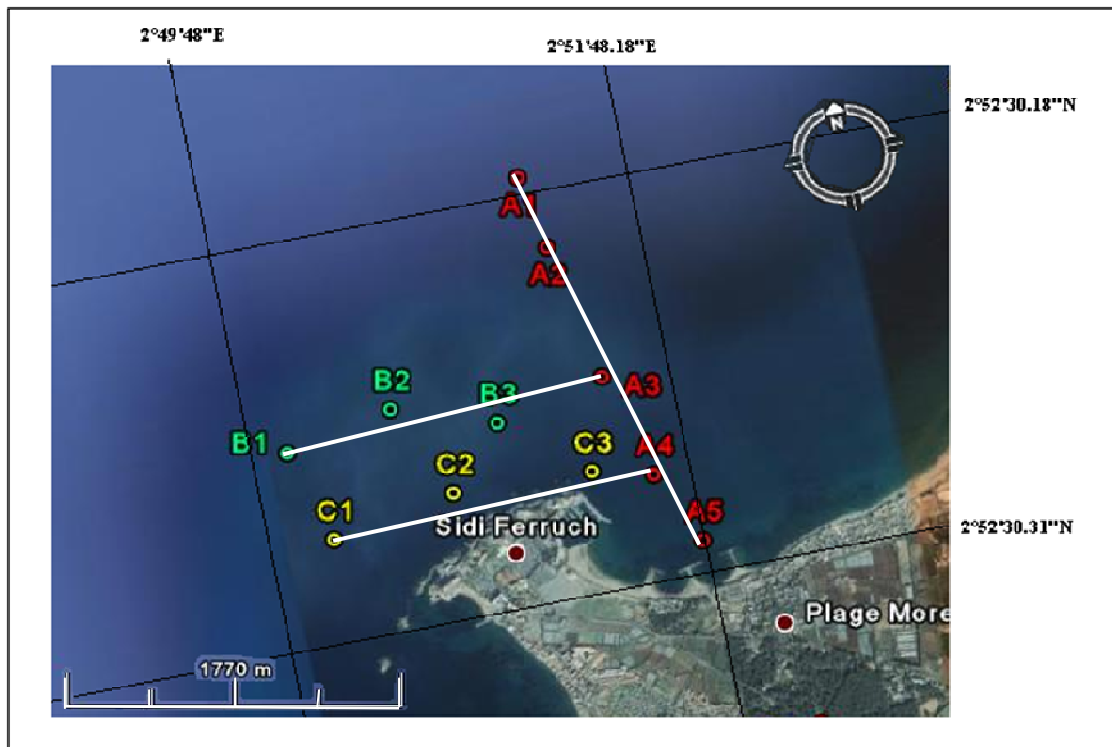 2°49'48"E
2°51'48.18"E
2°52'30.18"N
N
A1
A2
B2
A3
B3
B1
C3
A4
C2
C1
A5
Sidi Ferruch
2°52'30.31"N
Plage More
1770 m